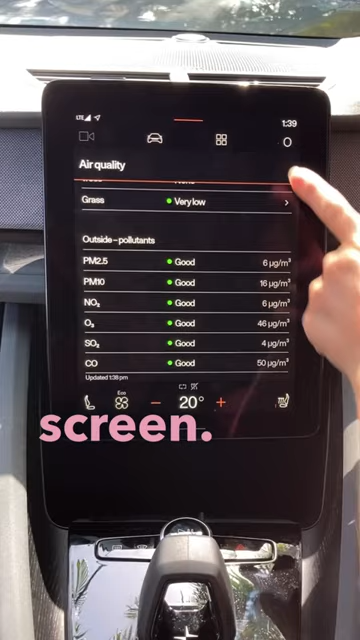 LTE 1:39
Air quality
Grass Very low
Outside – pollutants
PM2.5 Good 6 µg/m³
PM10 Good 16 µg/m³
NO₂ Good 6 µg/m³
O₃ Good 46 µg/m³
SO₂ Good 4 µg/m³
CO Good 50 µg/m³
Updated 1:38 pm
Eco
− 20° +
screen.